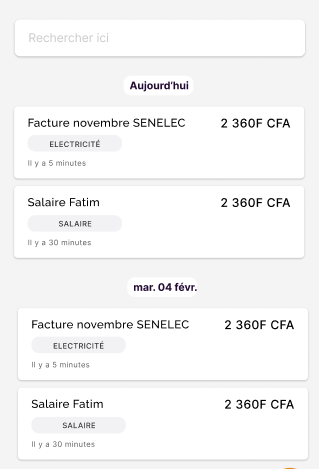 Rechercher ici
Aujourd'hui
Facture novembre SENELEC 2 360F CFA
ELECTRICITÉ
Il y a 5 minutes
Salaire Fatim 2 360F CFA
SALAIRE
Il y a 30 minutes
mar. 04 févr.
Facture novembre SENELEC 2 360F CFA
ELECTRICITÉ
Il y a 5 minutes
Salaire Fatim 2 360F CFA
SALAIRE
Il y a 30 minutes